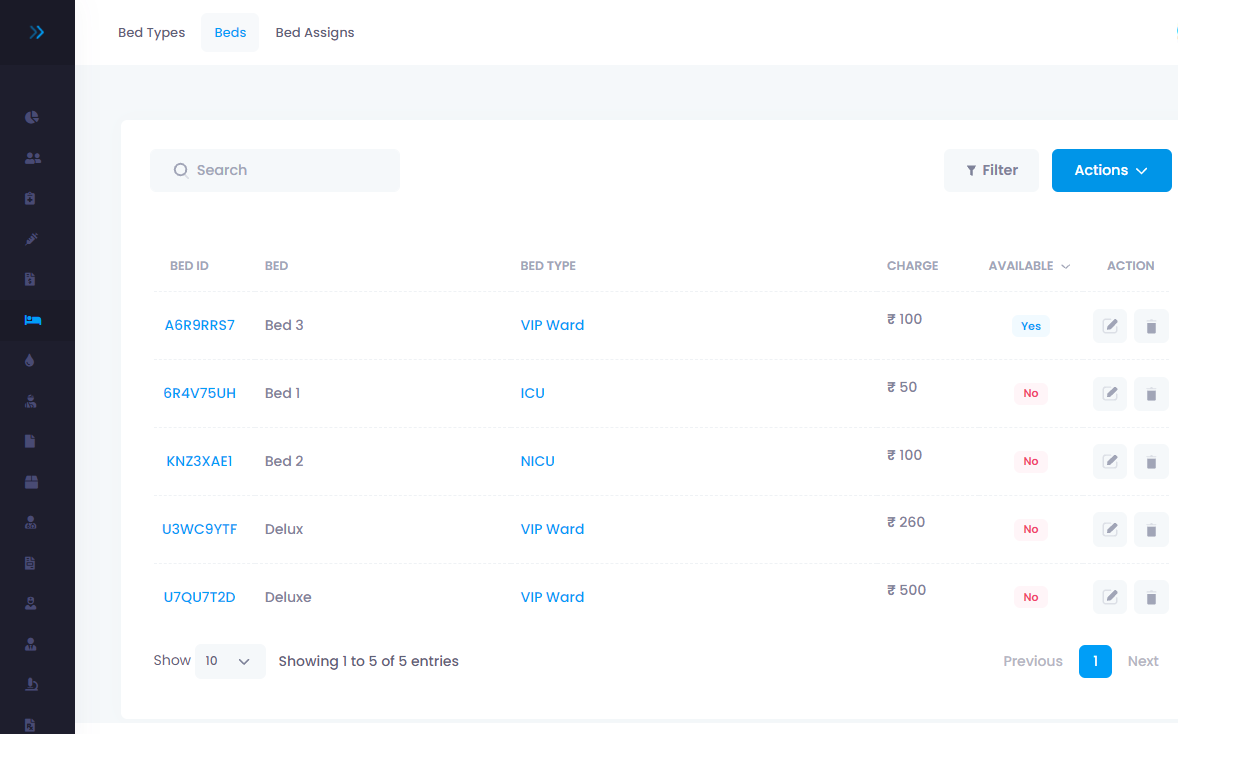 Bed Types Beds Bed Assigns
Search Filter Actions
BED ID BED BED TYPE CHARGE AVAILABLE ACTION
A6R9RRS7 Bed 3 VIP Ward ₹ 100 Yes
6R4V75UH Bed 1 ICU ₹ 50 No
KNZ3XAE1 Bed 2 NICU ₹ 100 No
U3WC9YTF Delux VIP Ward ₹ 260 No
U7QU7T2D Deluxe VIP Ward ₹ 500 No
Show 10 Showing 1 to 5 of 5 entries Previous 1 Next